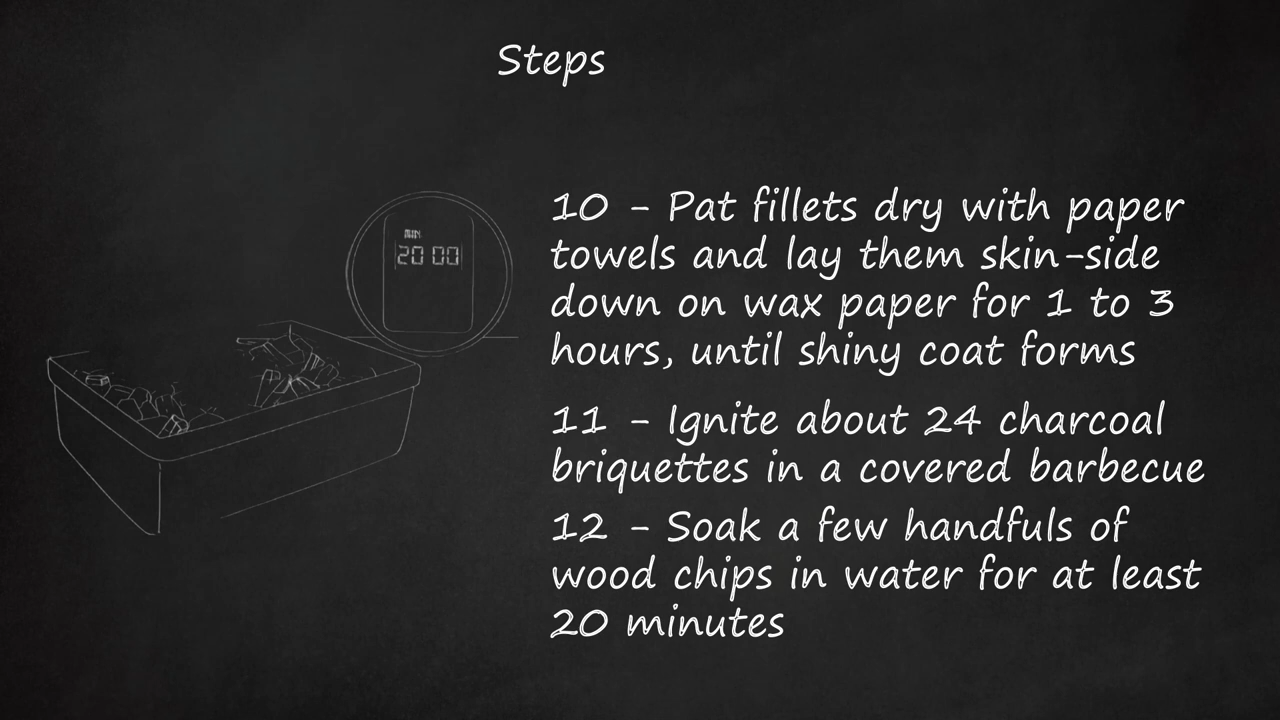 Steps
MIN
20 00
10 - Pat fillets dry with paper
towels and lay them skin-side
down on wax paper for 1 to 3
hours, until shiny coat forms
11 - Ignite about 24 charcoal
briquettes in a covered barbecue
12 - Soak a few handfuls of
wood chips in water for at least
20 minutes